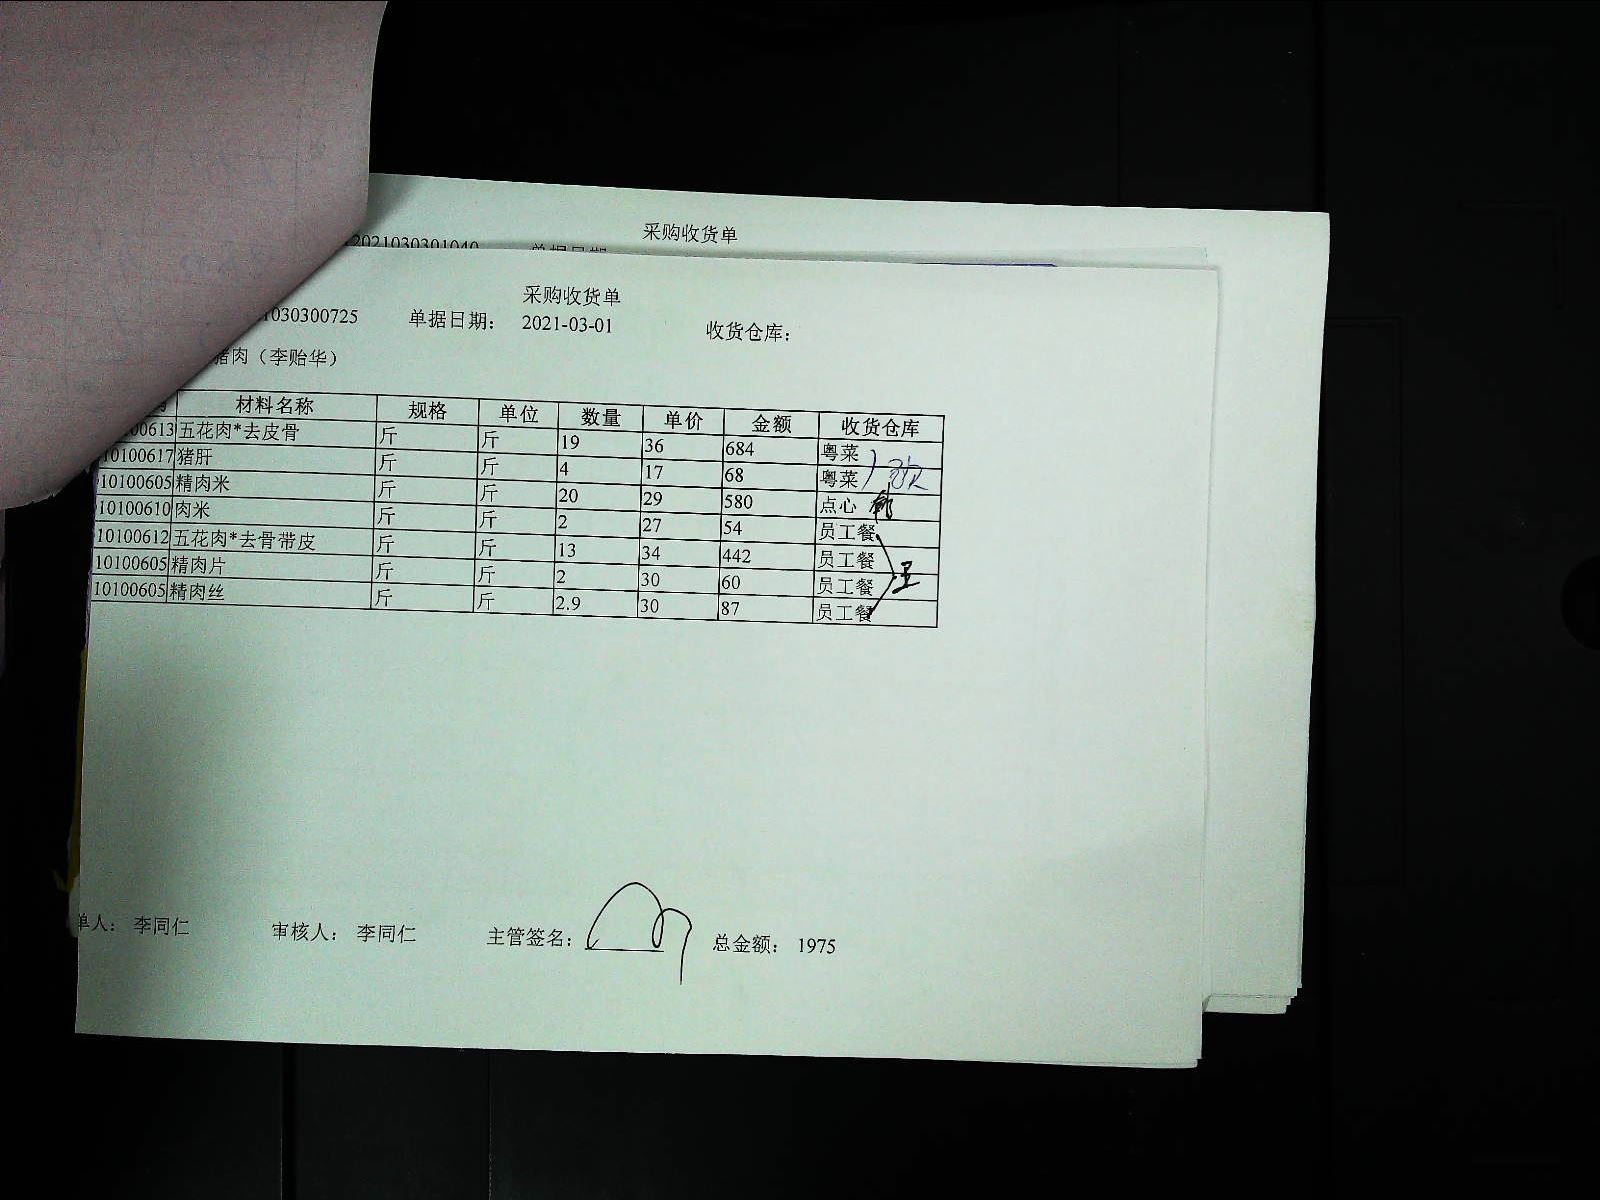 采购收货单
2021030301040 单据日期
采购收货单
1030300725 单据日期： 2021-03-01 收货仓库：
猪肉（李贻华）
材料名称 规格 单位 数量 单价 金额 收货仓库
00613 五花肉*去皮骨 斤 斤 19 36 684 粤菜
10100617 猪肝 斤 斤 4 17 68 粤菜
10100605 精肉米 斤 斤 20 29 580 点心
10100610 肉米 斤 斤 2 27 54 员工餐
10100612 五花肉*去骨带皮 斤 斤 13 34 442 员工餐
10100605 精肉片 斤 斤 2 30 60 员工餐
10100605 精肉丝 斤 斤 2.9 30 87 员工餐
单人： 李同仁 审核人： 李同仁 主管签名： 总金额： 1975